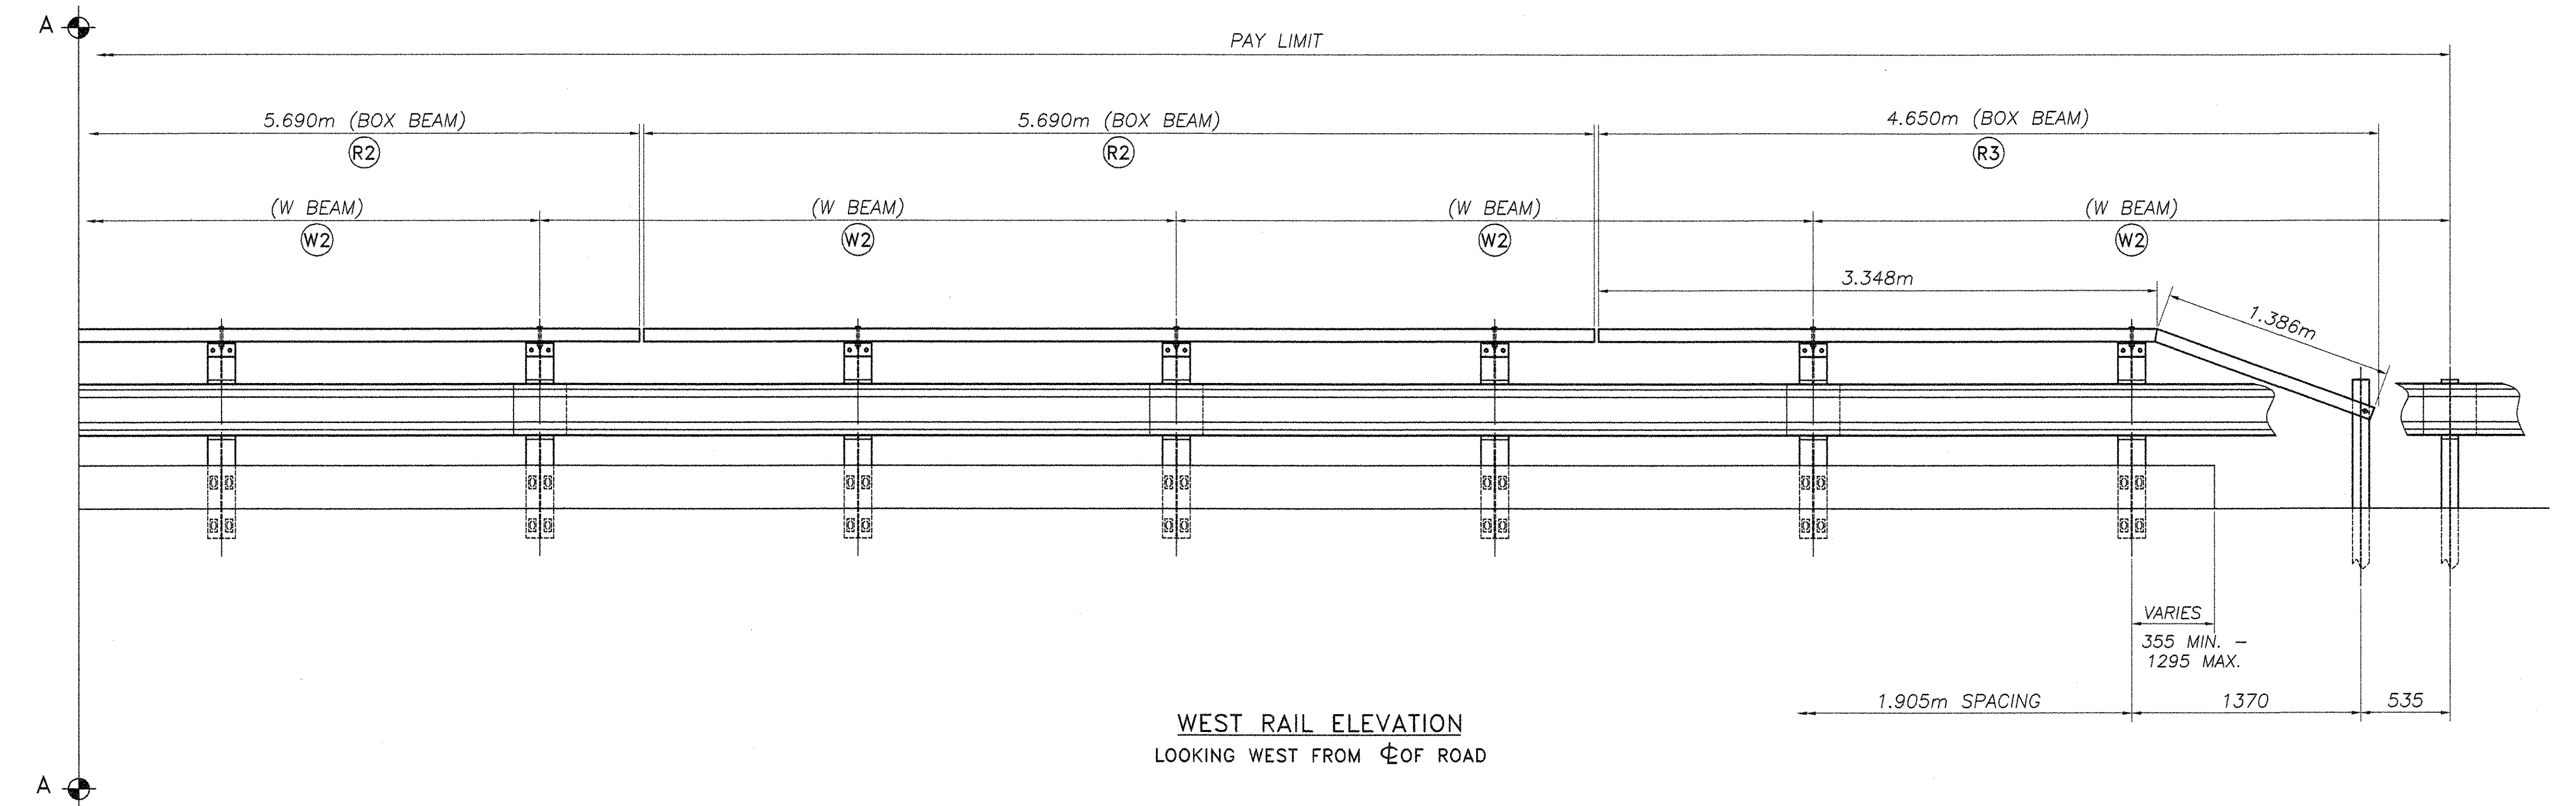 A
PAY LIMIT
5.690m (BOX BEAM)
R2
5.690m (BOX BEAM)
R2
4.650m (BOX BEAM)
R3
(W BEAM)
W2
(W BEAM)
W2
(W BEAM)
W2
(W BEAM)
W2
3.348m
1.386m
VARIES
355 MIN. -
1295 MAX.
1.905m SPACING
1370
535
WEST RAIL ELEVATION
LOOKING WEST FROM ℄ OF ROAD
A